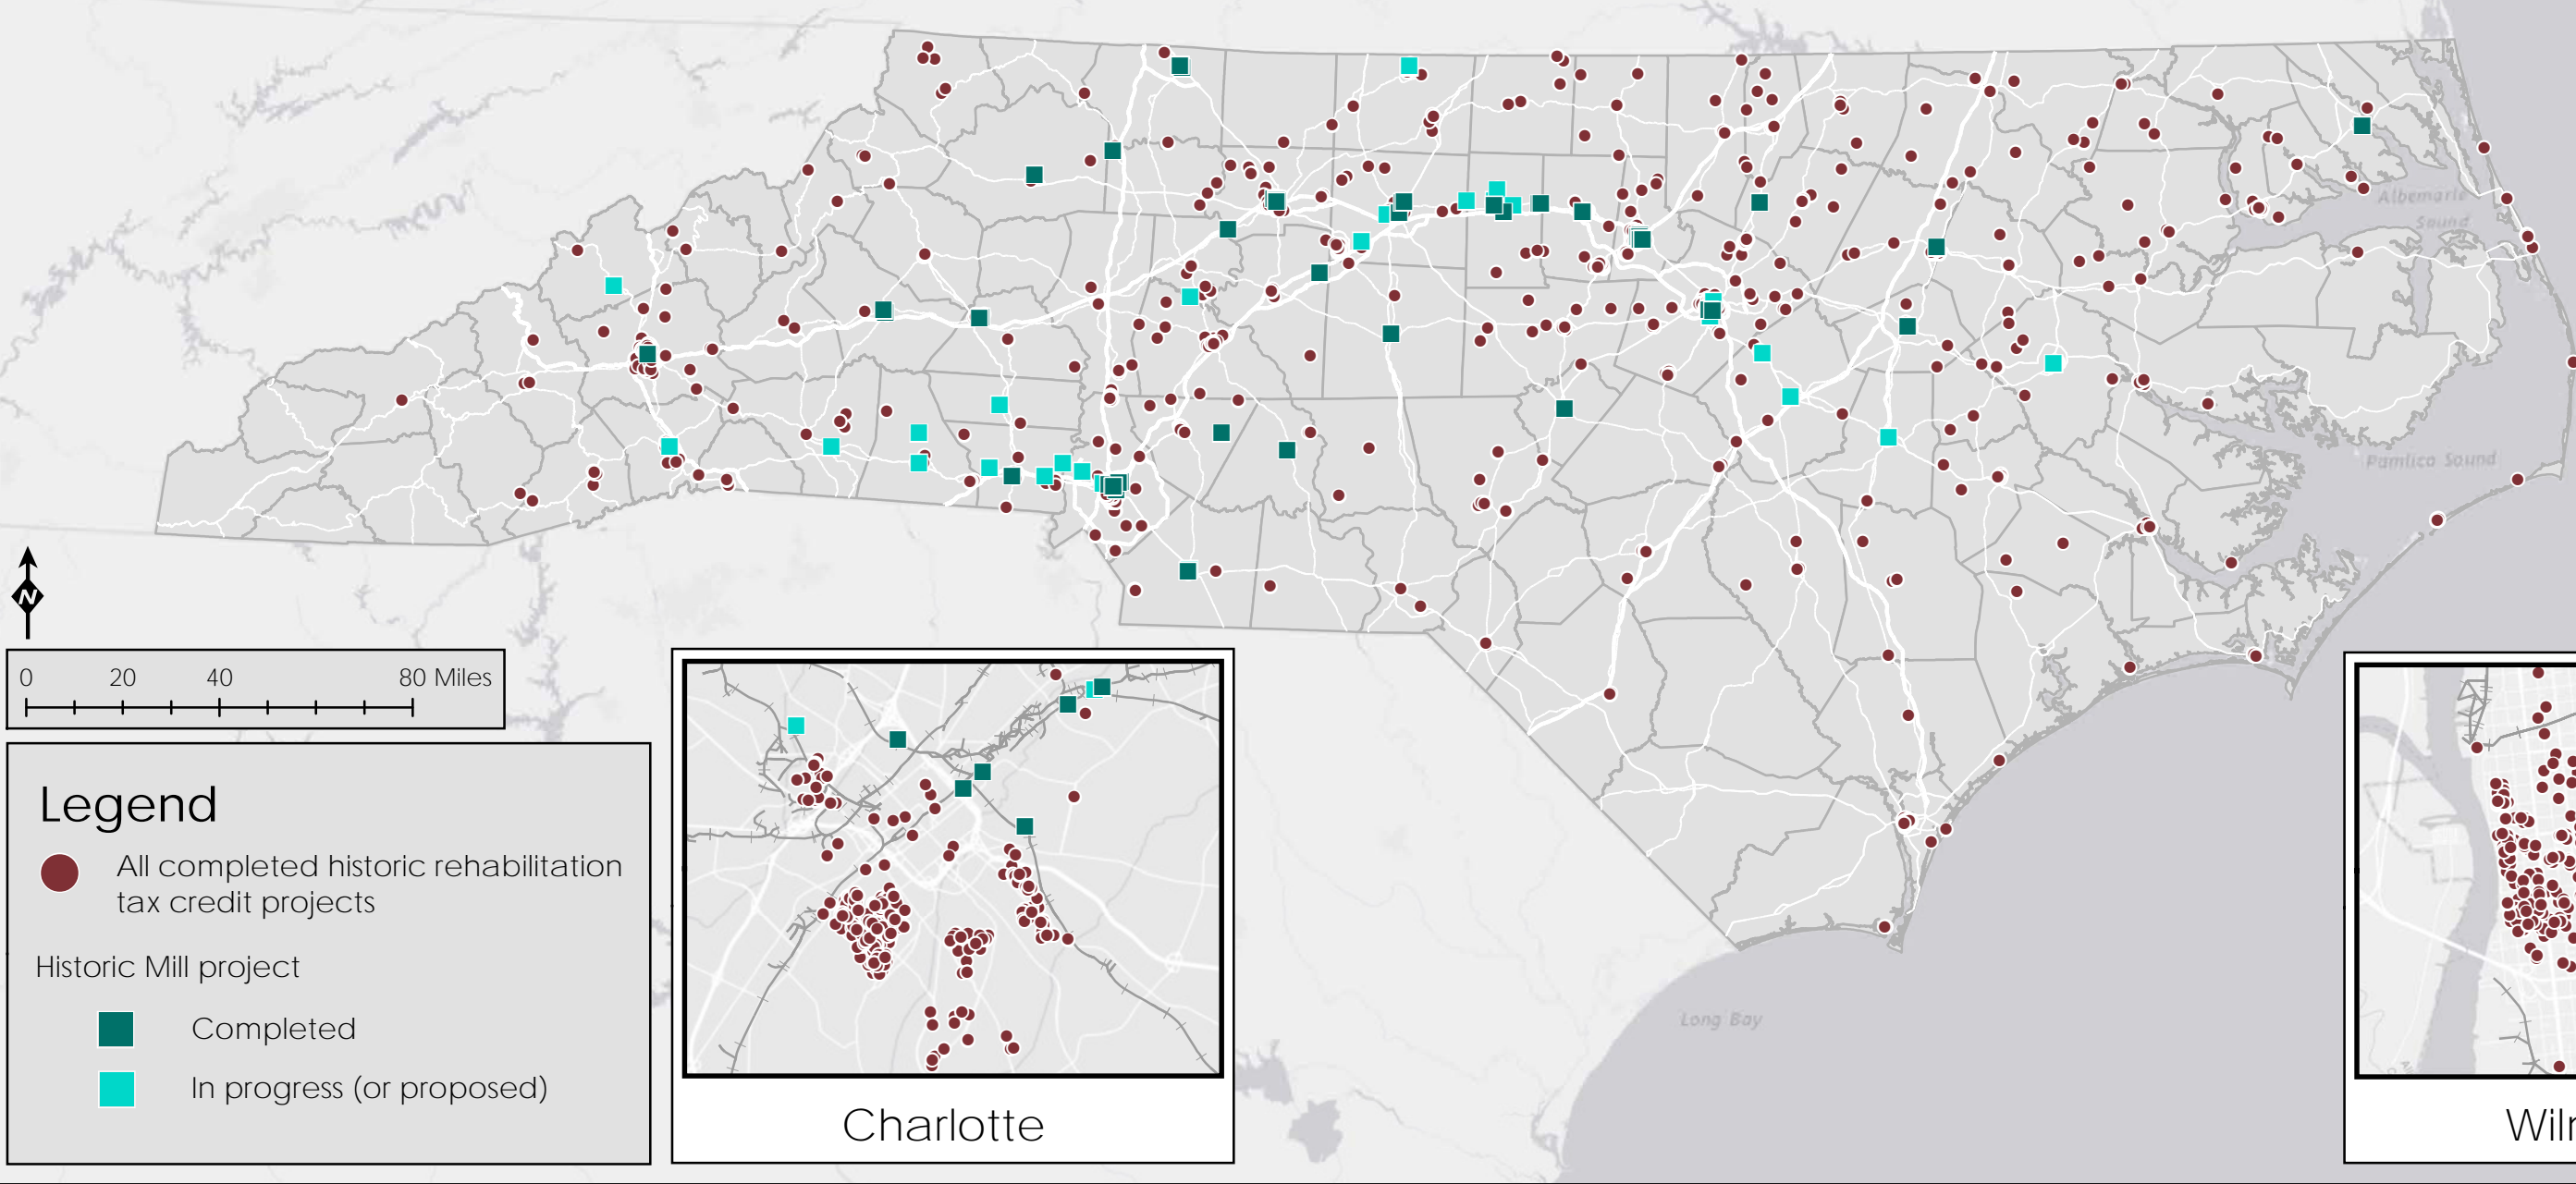 Albemarle
Sound
Pamlico Sound
N
0 20 40 80 Miles
Legend
All completed historic rehabilitation
tax credit projects
Historic Mill project
Completed
In progress (or proposed)
Charlotte
Long Bay